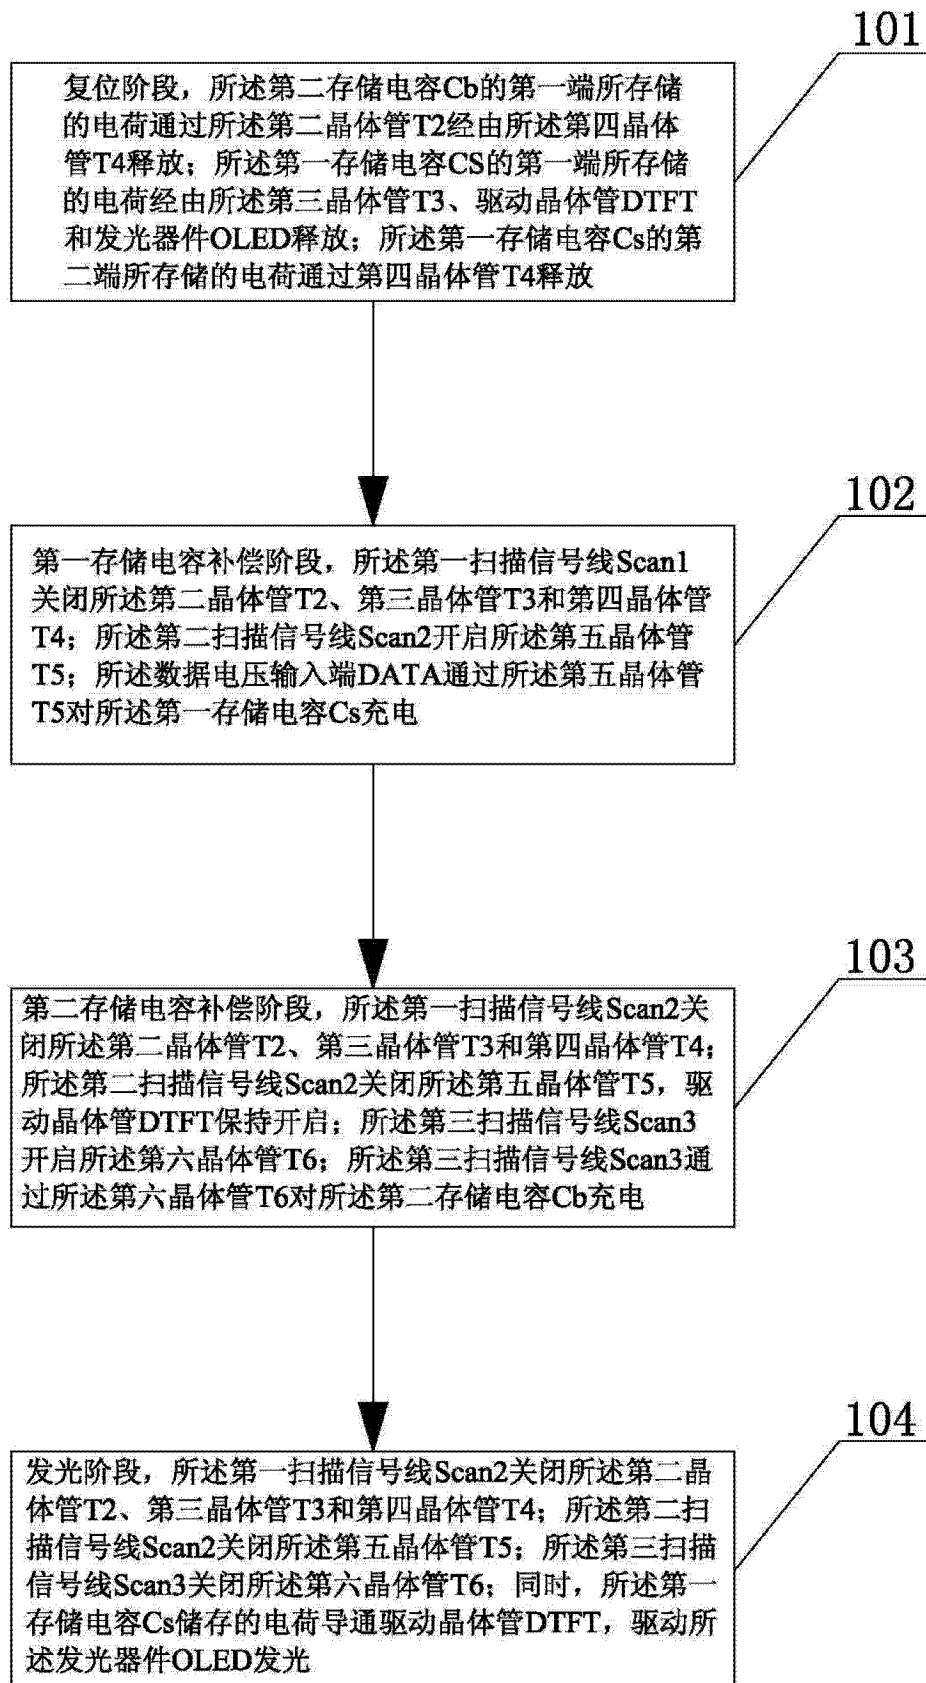 101
复位阶段，所述第二存储电容Cb的第一端所存储
的电荷通过所述第二晶体管T2经由所述第四晶体
管T4释放；所述第一存储电容CS的第一端所存储
的电荷经由所述第三晶体管T3、驱动晶体管DTFT
和发光器件OLED释放；所述第一存储电容Cs的第
二端所存储的电荷通过第四晶体管T4释放
102
第一存储电容补偿阶段，所述第一扫描信号线Scan1
关闭所述第二晶体管T2、第三晶体管T3和第四晶体管
T4；所述第二扫描信号线Scan2开启所述第五晶体管
T5；所述数据电压输入端DATA通过所述第五晶体管
T5对所述第一存储电容Cs充电
103
第二存储电容补偿阶段，所述第一扫描信号线Scan2关
闭所述第二晶体管T2、第三晶体管T3和第四晶体管T4；
所述第二扫描信号线Scan2关闭所述第五晶体管T5，驱
动晶体管DTFT保持开启；所述第三扫描信号线Scan3
开启所述第六晶体管T6；所述第三扫描信号线Scan3通
过所述第六晶体管T6对所述第二存储电容Cb充电
104
发光阶段，所述第一扫描信号线Scan2关闭所述第二晶
体管T2、第三晶体管T3和第四晶体管T4；所述第二扫
描信号线Scan2关闭所述第五晶体管T5；所述第三扫描
信号线Scan3关闭所述第六晶体管T6；同时，所述第一
存储电容Cs储存的电荷导通驱动晶体管DTFT，驱动所
述发光器件OLED发光